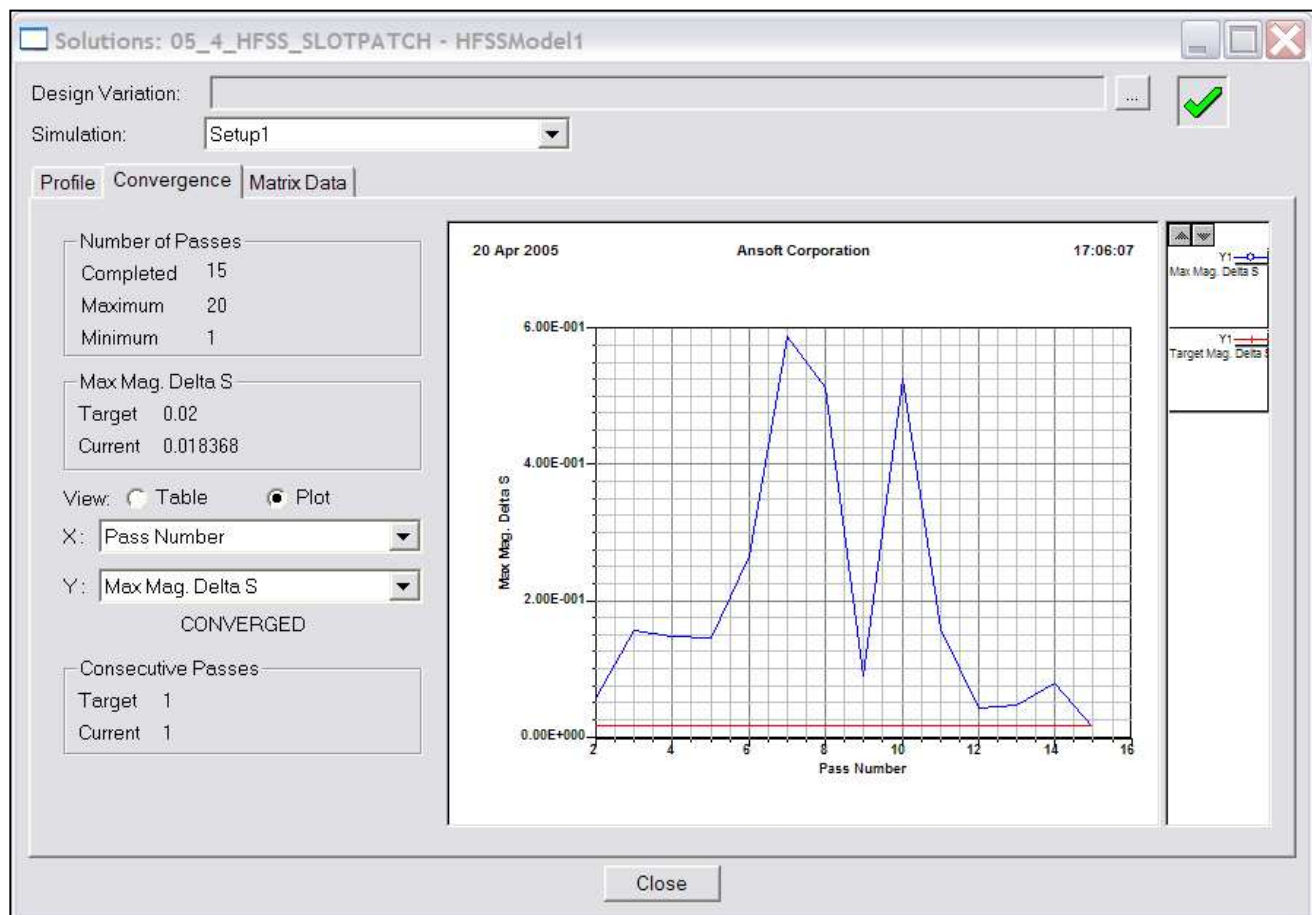 Solutions: 05_4_HFSS_SLOTPATCH - HFSSModel1
Design Variation:
...
Simulation: Setup1
Profile Convergence Matrix Data
Number of Passes
Completed 15
Maximum 20
Minimum 1
Max Mag. Delta S
Target 0.02
Current 0.018368
View: Table Plot
X: Pass Number
Y: Max Mag. Delta S
CONVERGED
Consecutive Passes
Target 1
Current 1
20 Apr 2005 Ansoft Corporation 17:06:07
6.00E-001
4.00E-001
2.00E-001
0.00E+000
Max Mag. Delta S
2 4 6 8 10 12 14 16
Pass Number
Y1
Max Mag. Delta S
Y1
Target Mag. Delta
Close